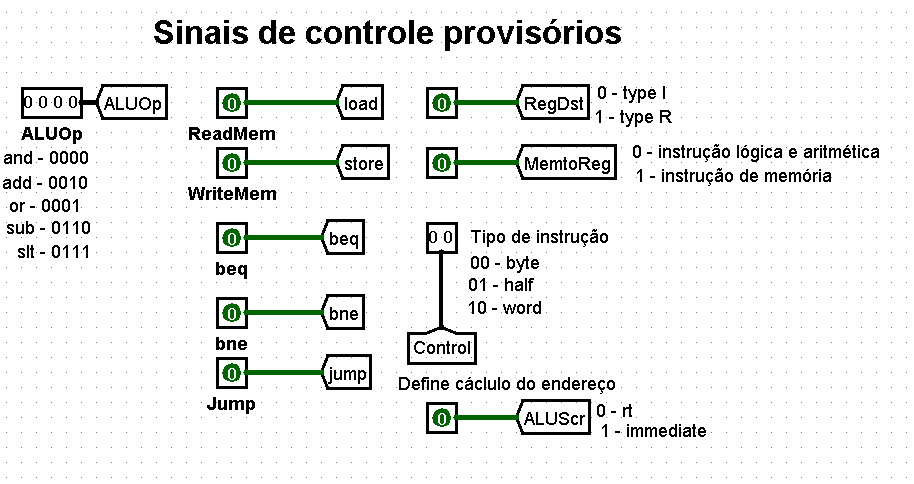 Sinais de controle provisórios
0 0 0 0
ALUOp
ALUOp
and - 0000
add - 0010
or - 0001
sub - 0110
slt - 0111
0
load
ReadMem
0
store
WriteMem
0
beq
beq
0
bne
bne
0
jump
Jump
0
RegDst
0 - type I
1 - type R
0
MemtoReg
0 - instrução lógica e aritmética
1 - instrução de memória
0 0
Tipo de instrução
00 - byte
01 - half
10 - word
Control
Define cáclulo do endereço
0
ALUScr
0 - rt
1 - immediate